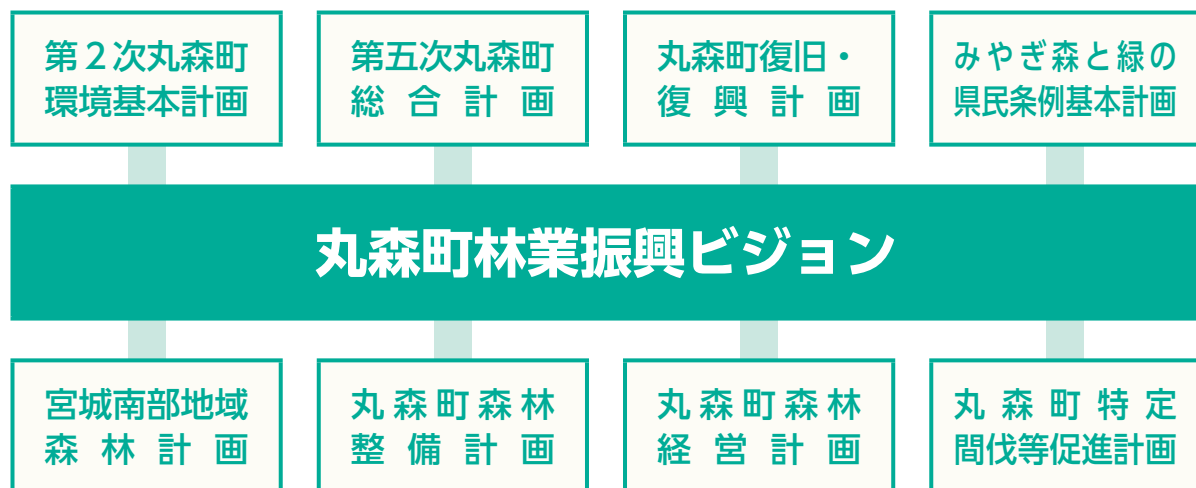 第２次丸森町
環境基本計画
第五次丸森町
総合計画
丸森町復旧・
復興計画
みやぎ森と緑の
県民条例基本計画
丸森町林業振興ビジョン
宮城南部地域
森林計画
丸森町森林
整備計画
丸森町森林
経営計画
丸森町特定
間伐等促進計画